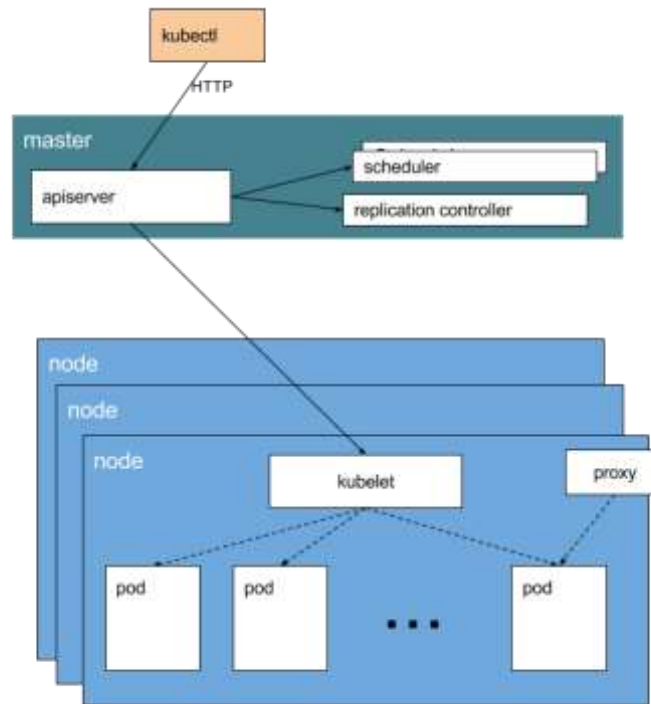 kubectl
HTTP
master
scheduler
apiserver
replication controller
node
node
node
kubelet
proxy
pod
pod
pod